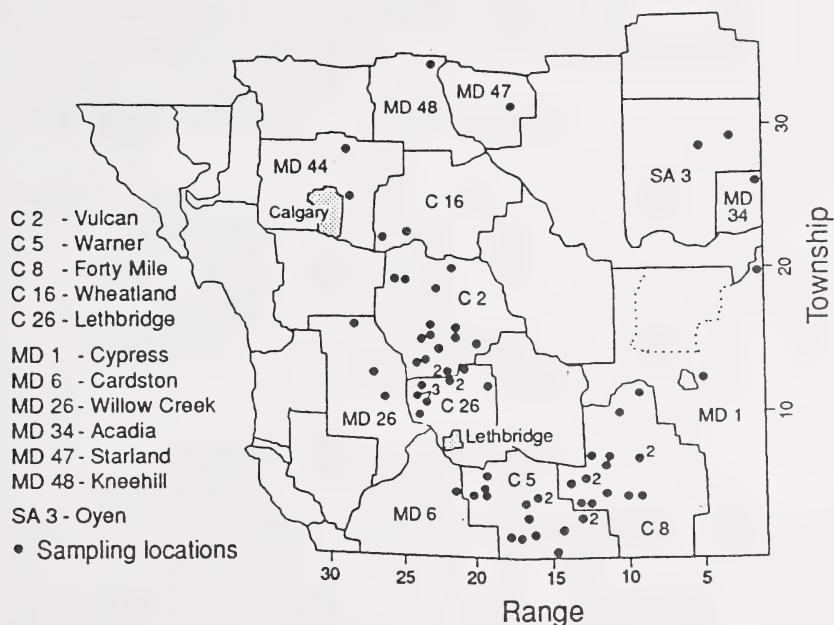 MD 48
MD 47
MD 44
Calgary
C 16
SA 3
MD
34
C 2
2
2
3
C 26
MD 26
Lethbridge
MD 1
MD 6
C 5
2
2
2
2
C 8
C 2 - Vulcan
C 5 - Warner
C 8 - Forty Mile
C 16 - Wheatland
C 26 - Lethbridge
MD 1 - Cypress
MD 6 - Cardston
MD 26 - Willow Creek
MD 34 - Acadia
MD 47 - Starland
MD 48 - Kneehill
SA 3 - Oyen
• Sampling locations
30
20
10
Township
30
25
20
15
10
5
Range